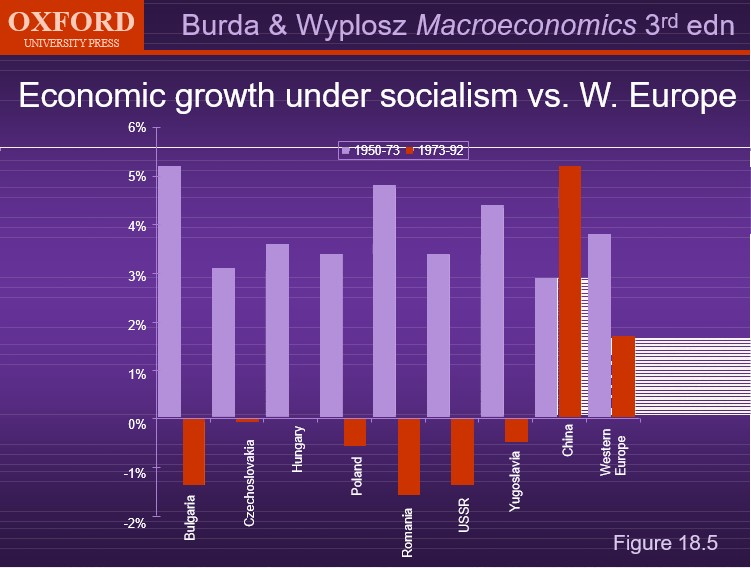 OXFORD
UNIVERSITY PRESS
Burda & Wyplosz Macroeconomics 3rd edn
Economic growth under socialism vs. W. Europe
1950-73 1973-92
6%
5%
4%
3%
2%
1%
0%
-1%
-2%
Bulgaria
Czechoslovakia
Hungary
Poland
Romania
USSR
Yugoslavia
China
Western
Europe
Figure 18.5